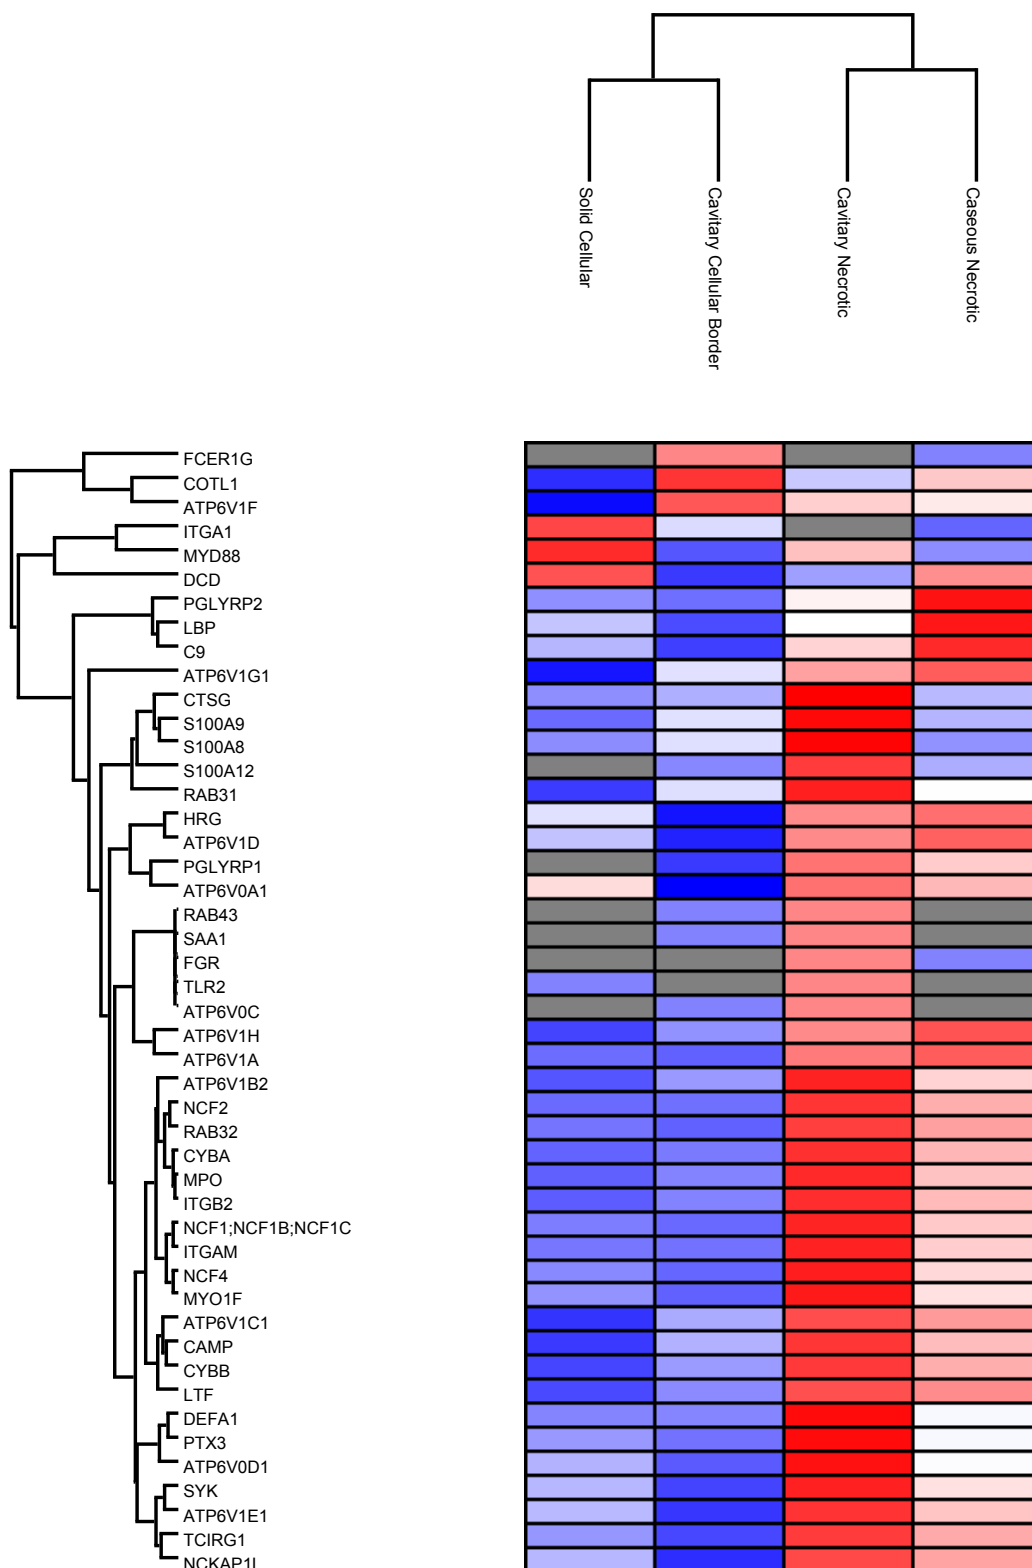 Solid Cellular
Cavitary Cellular Border
Cavitary Necrotic
Caseous Necrotic
FCER1G
COTL1
ATP6V1F
ITGA1
MYD88
DCD
PGLYRP2
LBP
C9
ATP6V1G1
CTSG
S100A9
S100A8
S100A12
RAB31
HRG
ATP6V1D
PGLYRP1
ATP6V0A1
RAB43
SAA1
FGR
TLR2
ATP6V0C
ATP6V1H
ATP6V1A
ATP6V1B2
NCF2
RAB32
CYBA
MPO
ITGB2
NCF1;NCF1B;NCF1C
ITGAM
NCF4
MYO1F
ATP6V1C1
CAMP
CYBB
LTF
DEFA1
PTX3
ATP6V0D1
SYK
ATP6V1E1
TCIRG1
NCKAP1L